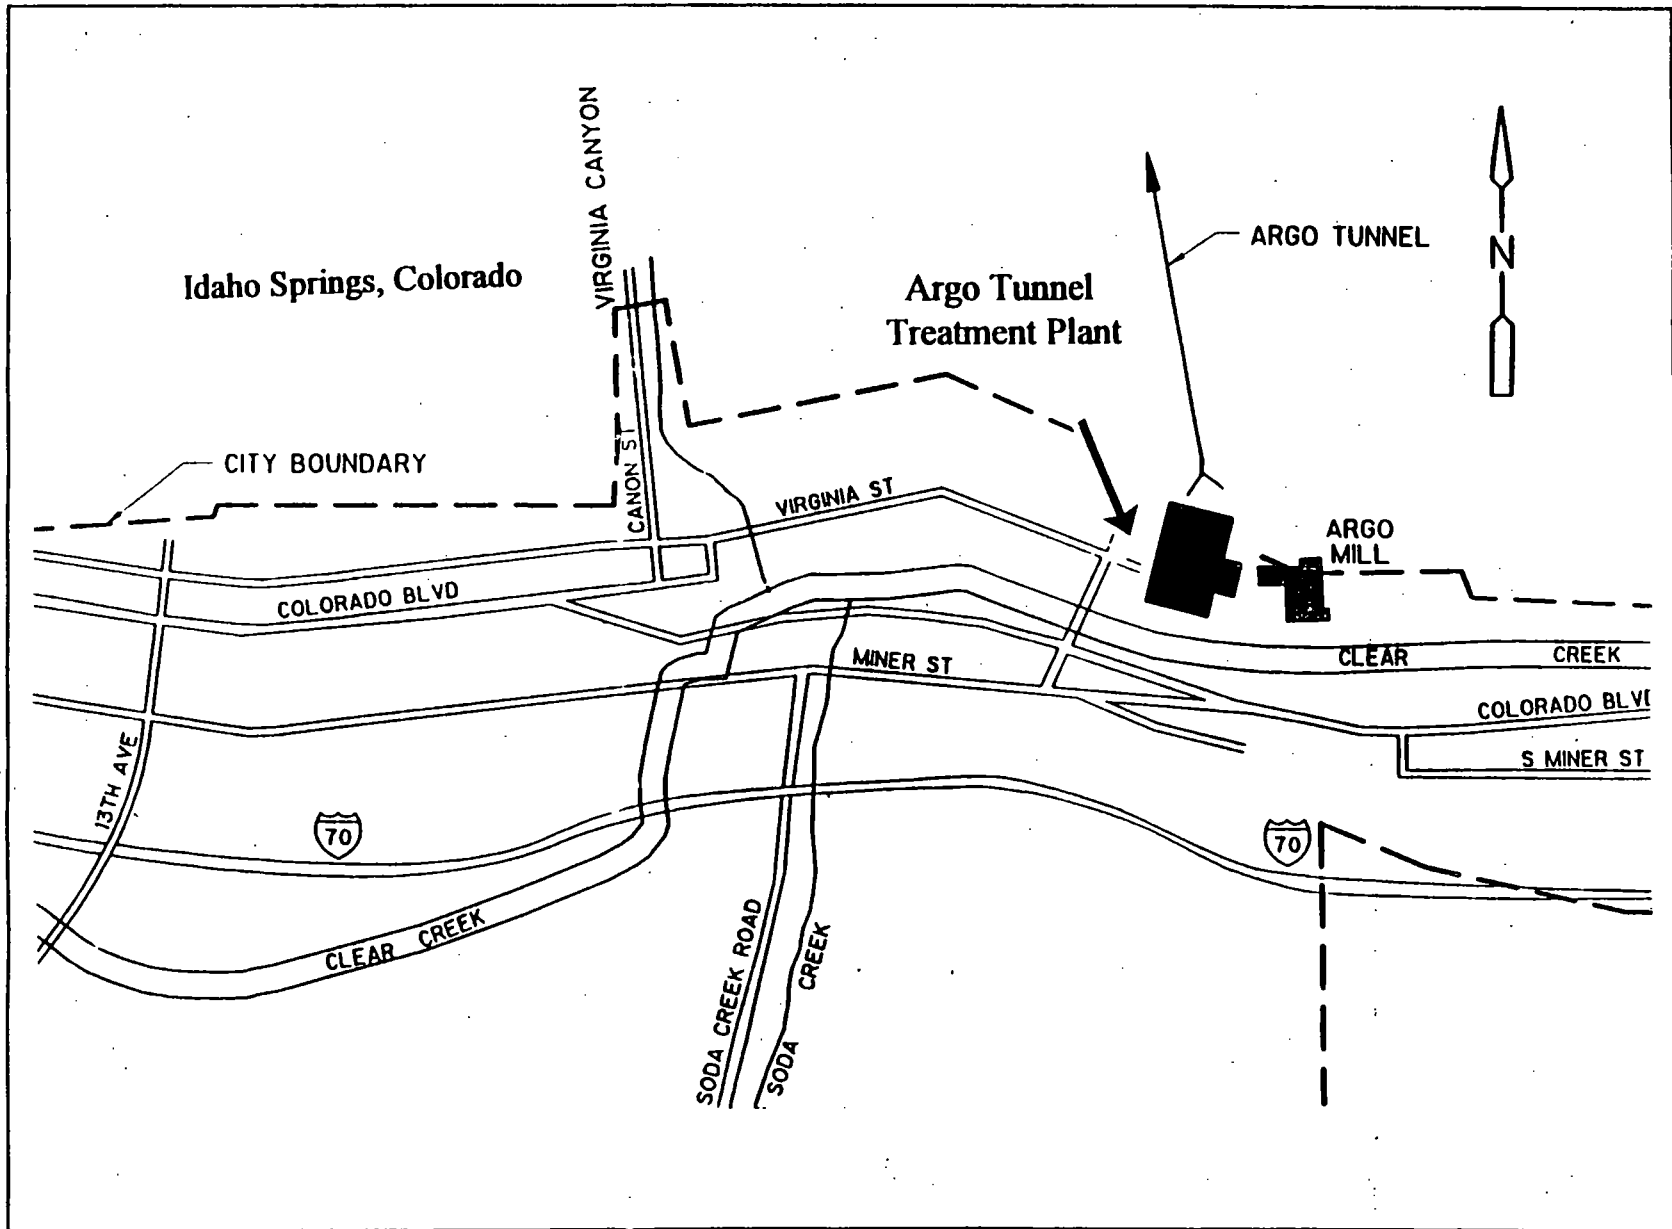 VIRGINIA CANYON
Idaho Springs, Colorado
Argo Tunnel
Treatment Plant
ARGO TUNNEL
N
CITY BOUNDARY
CANON ST
VIRGINIA ST
ARGO
MILL
COLORADO BLVD
MINER ST
CLEAR CREEK
COLORADO BLVD
S MINER ST
13TH AVE
70
70
CLEAR CREEK
SODA CREEK ROAD
SODA CREEK